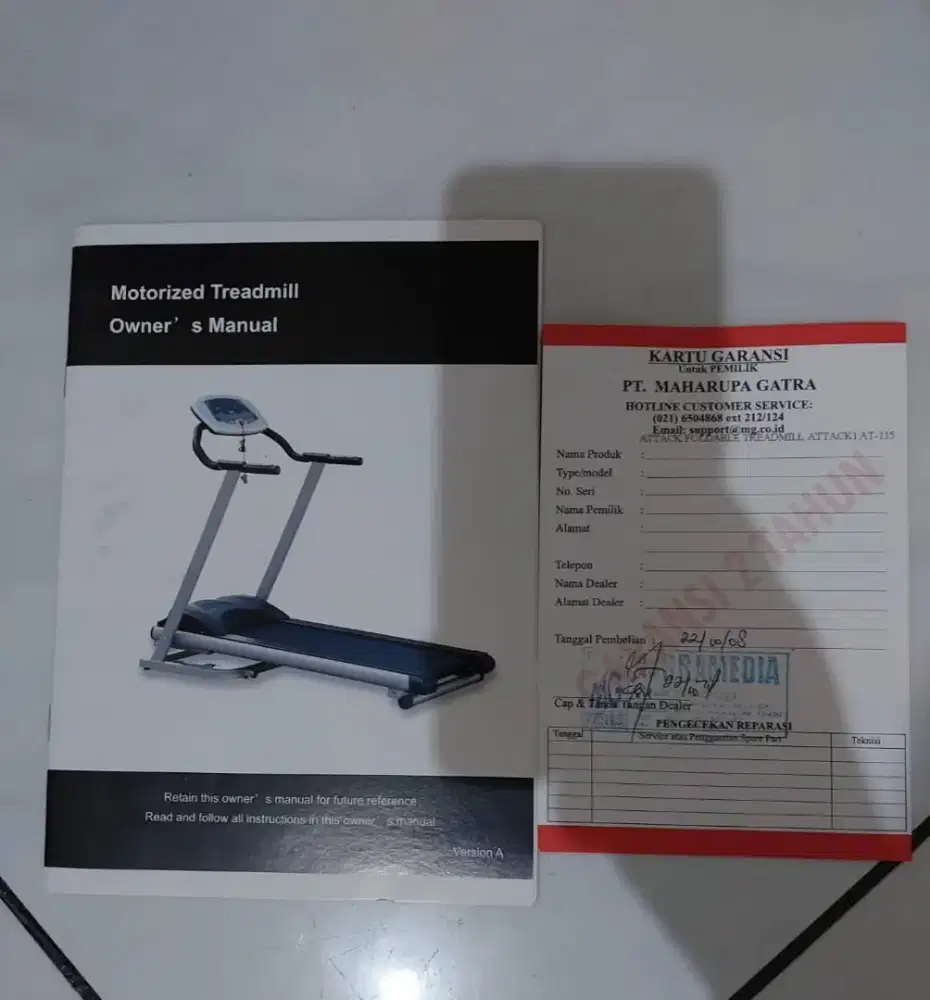 Motorized Treadmill
Owner's Manual
Retain this owner's manual for future reference
Read and follow all instructions in this owner's manual
Version A
KARTU GARANSI
Untuk PEMILIK
PT. MAHARUPA GATRA
HOTLINE CUSTOMER SERVICE:
(021) 6504868 ext 212/124
Email: support@mg.co.id
ATTACK FOLDABLE TREADMILL ATTACK1 AT-115
Nama Produk :
Type/model :
No. Seri :
Nama Pemilik :
Alamat :
Telepon :
Nama Dealer :
Alamat Dealer :
GARANSI 2 TAHUN
Tanggal Pembelian :
Cap & Tanda Tangan Dealer
PENGECEKAN REPARASI
Tanggal Service atau Penggantian Spare Part Teknisi